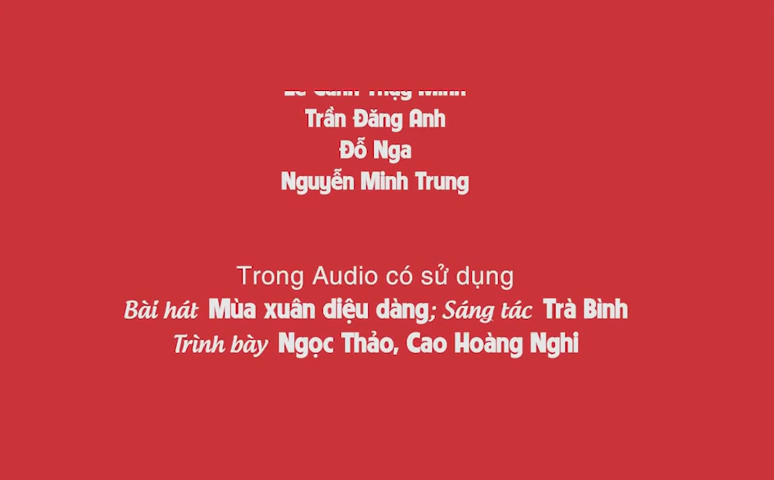 Trần Đăng Anh
Đỗ Nga
Nguyễn Minh Trung
Trong Audio có sử dụng
Bài hát Mùa xuân diệu dàng; Sáng tác Trà Bình
Trình bày Ngọc Thảo, Cao Hoàng Nghi